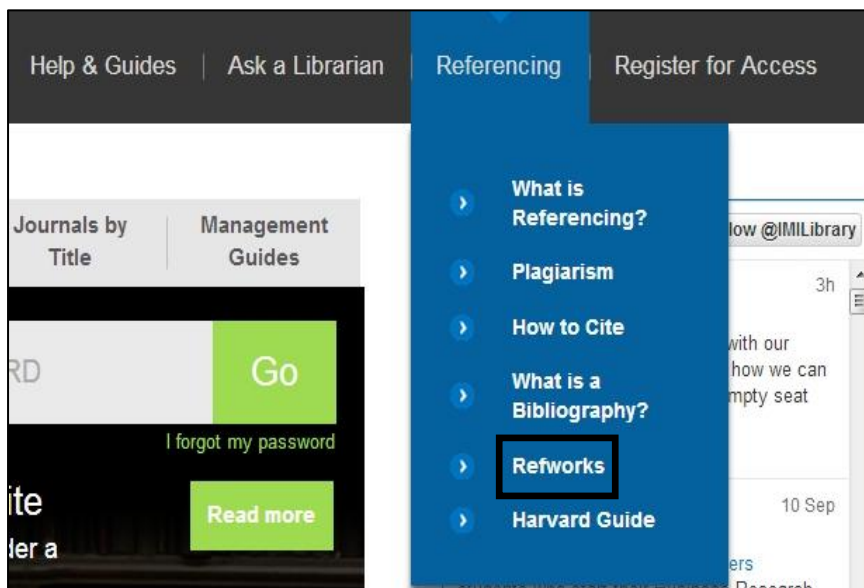 Help & Guides
Ask a Librarian
Referencing
Register for Access
Journals by
Title
Management
Guides
RD
Go
I forgot my password
ite
der a
Read more
What is
Referencing?
Plagiarism
How to Cite
What is a
Bibliography?
Refworks
Harvard Guide
low @IMILibrary
3h
with our
how we can
mpty seat
10 Sep
ers